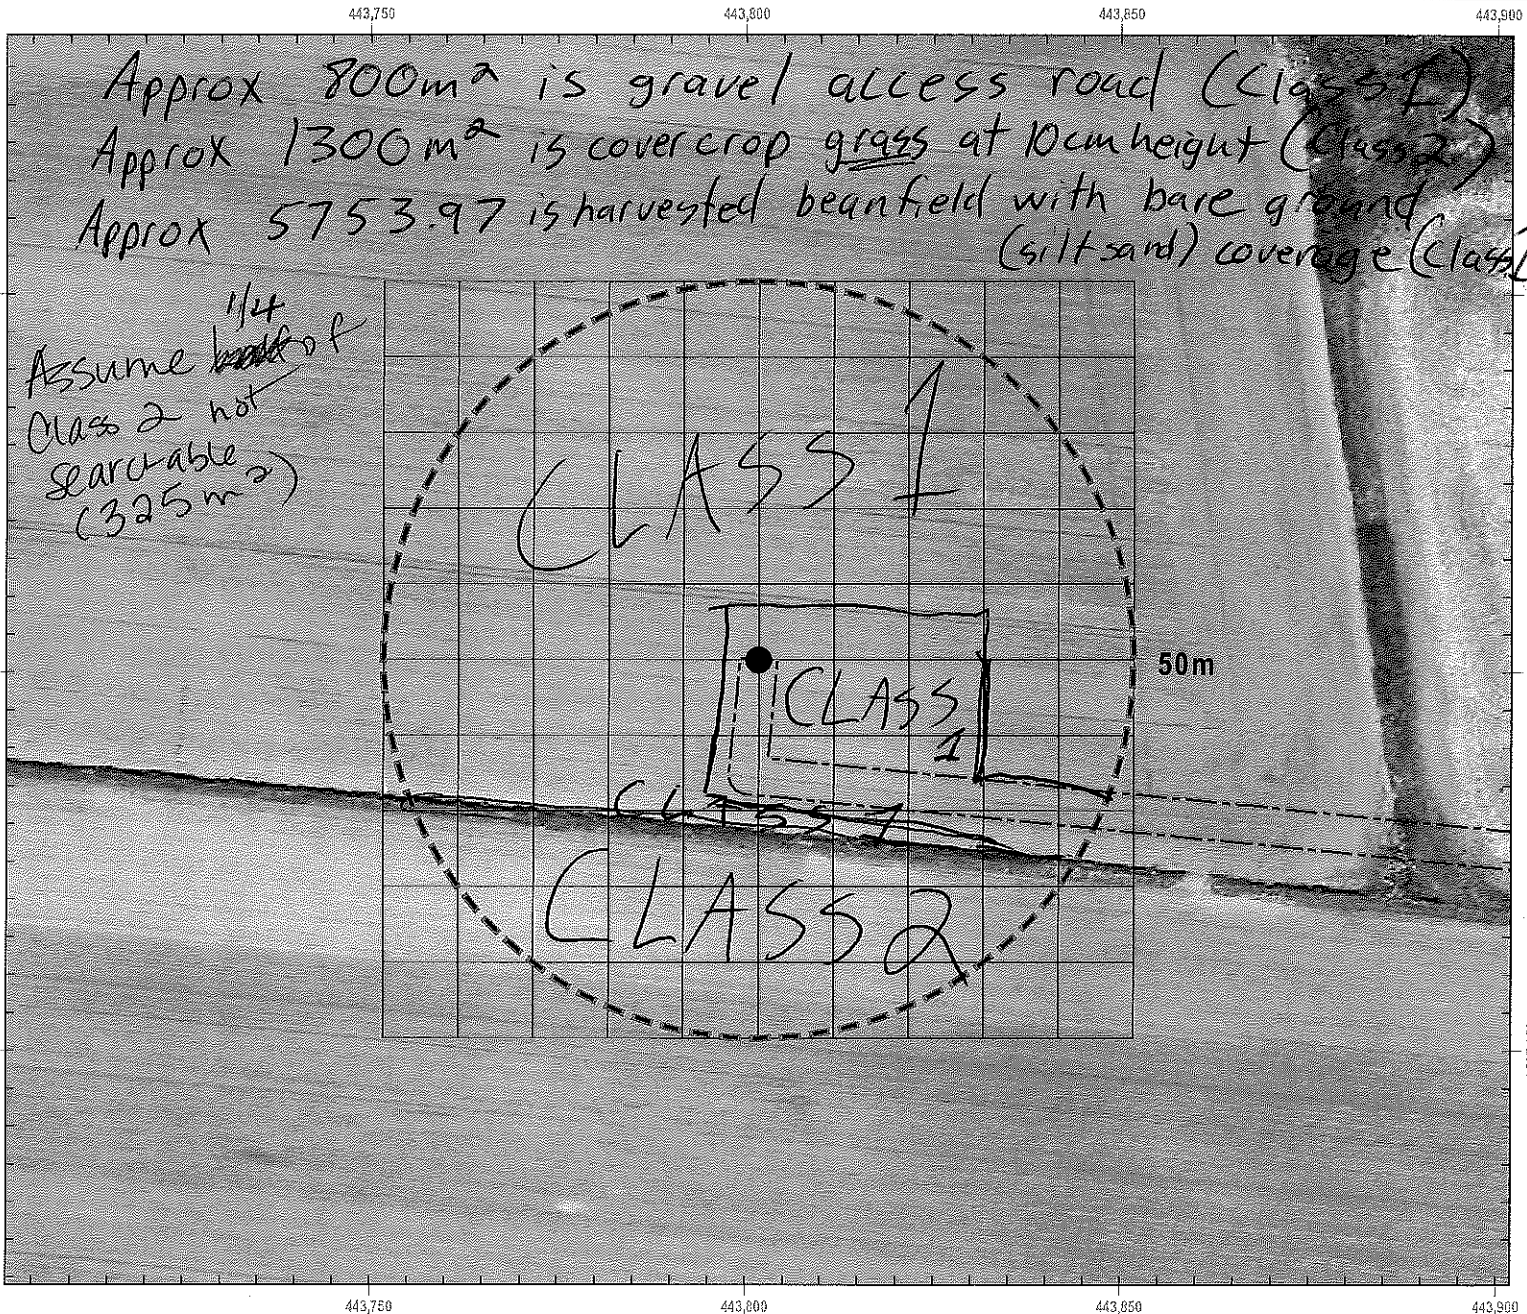 443,750 443,800 443,850 443,900
Approx 800m² is gravel access road (Class 1)
Approx 1300m² is cover crop grass at 10cm height (Class 2)
Approx 5753.97 is harvested beanfield with bare ground
(silt sand) coverage (Class 1
1/4
Assume of
Class 2 not
searchable
(325m²)
CLASS 1
50m
CLASS
1
CLASS 1
CLASS 2
443,750 443,800 443,850 443,900